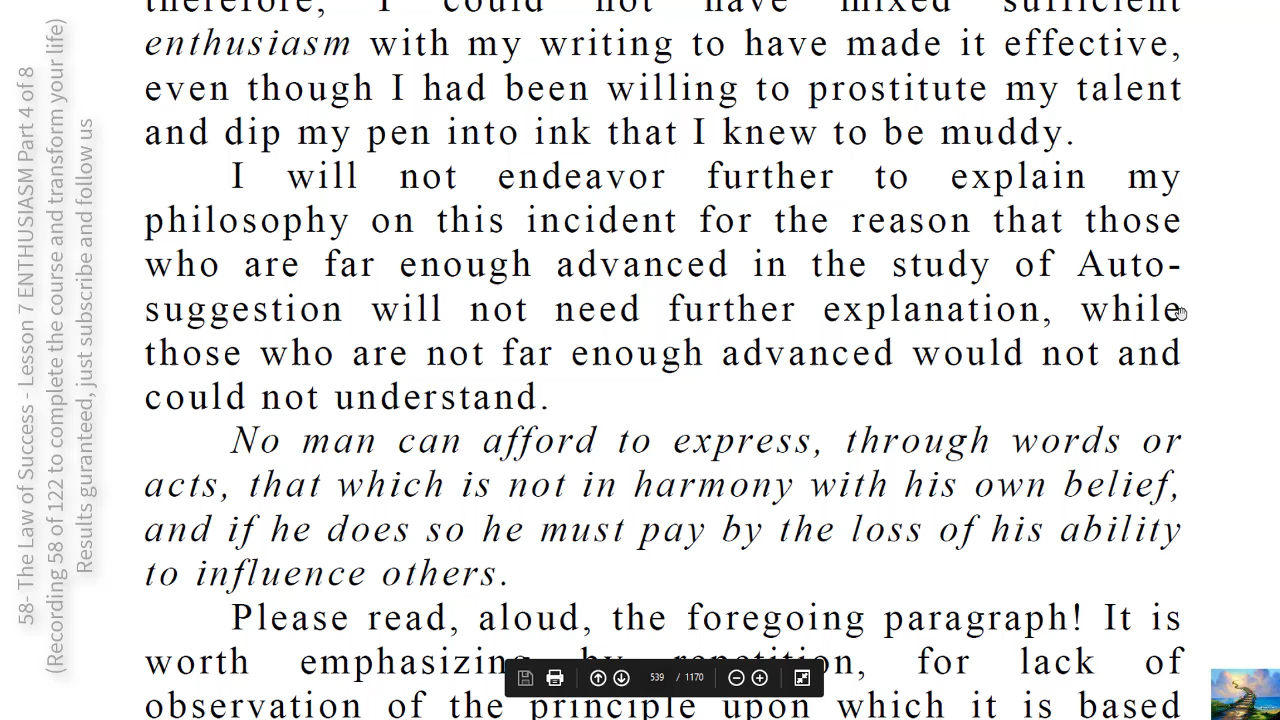 therefore, I could not have mixed sufficient
enthusiasm with my writing to have made it effective,
even though I had been willing to prostitute my talent
and dip my pen into ink that I knew to be muddy.
I will not endeavor further to explain my
philosophy on this incident for the reason that those
who are far enough advanced in the study of Auto-
suggestion will not need further explanation, while
those who are not far enough advanced would not and
could not understand.
No man can afford to express, through words or
acts, that which is not in harmony with his own belief,
and if he does so he must pay by the loss of his ability
to influence others.
Please read, aloud, the foregoing paragraph! It is
worth emphasizing by repetition, for lack of
observation of the principle upon which it is based
539 / 1170
58- The Law of Success - Lesson 7 ENTHUSIASM Part 4 of 8
(Recording 58 of 122 to complete the course and transform your life)
Results guranteed, just subscribe and follow us